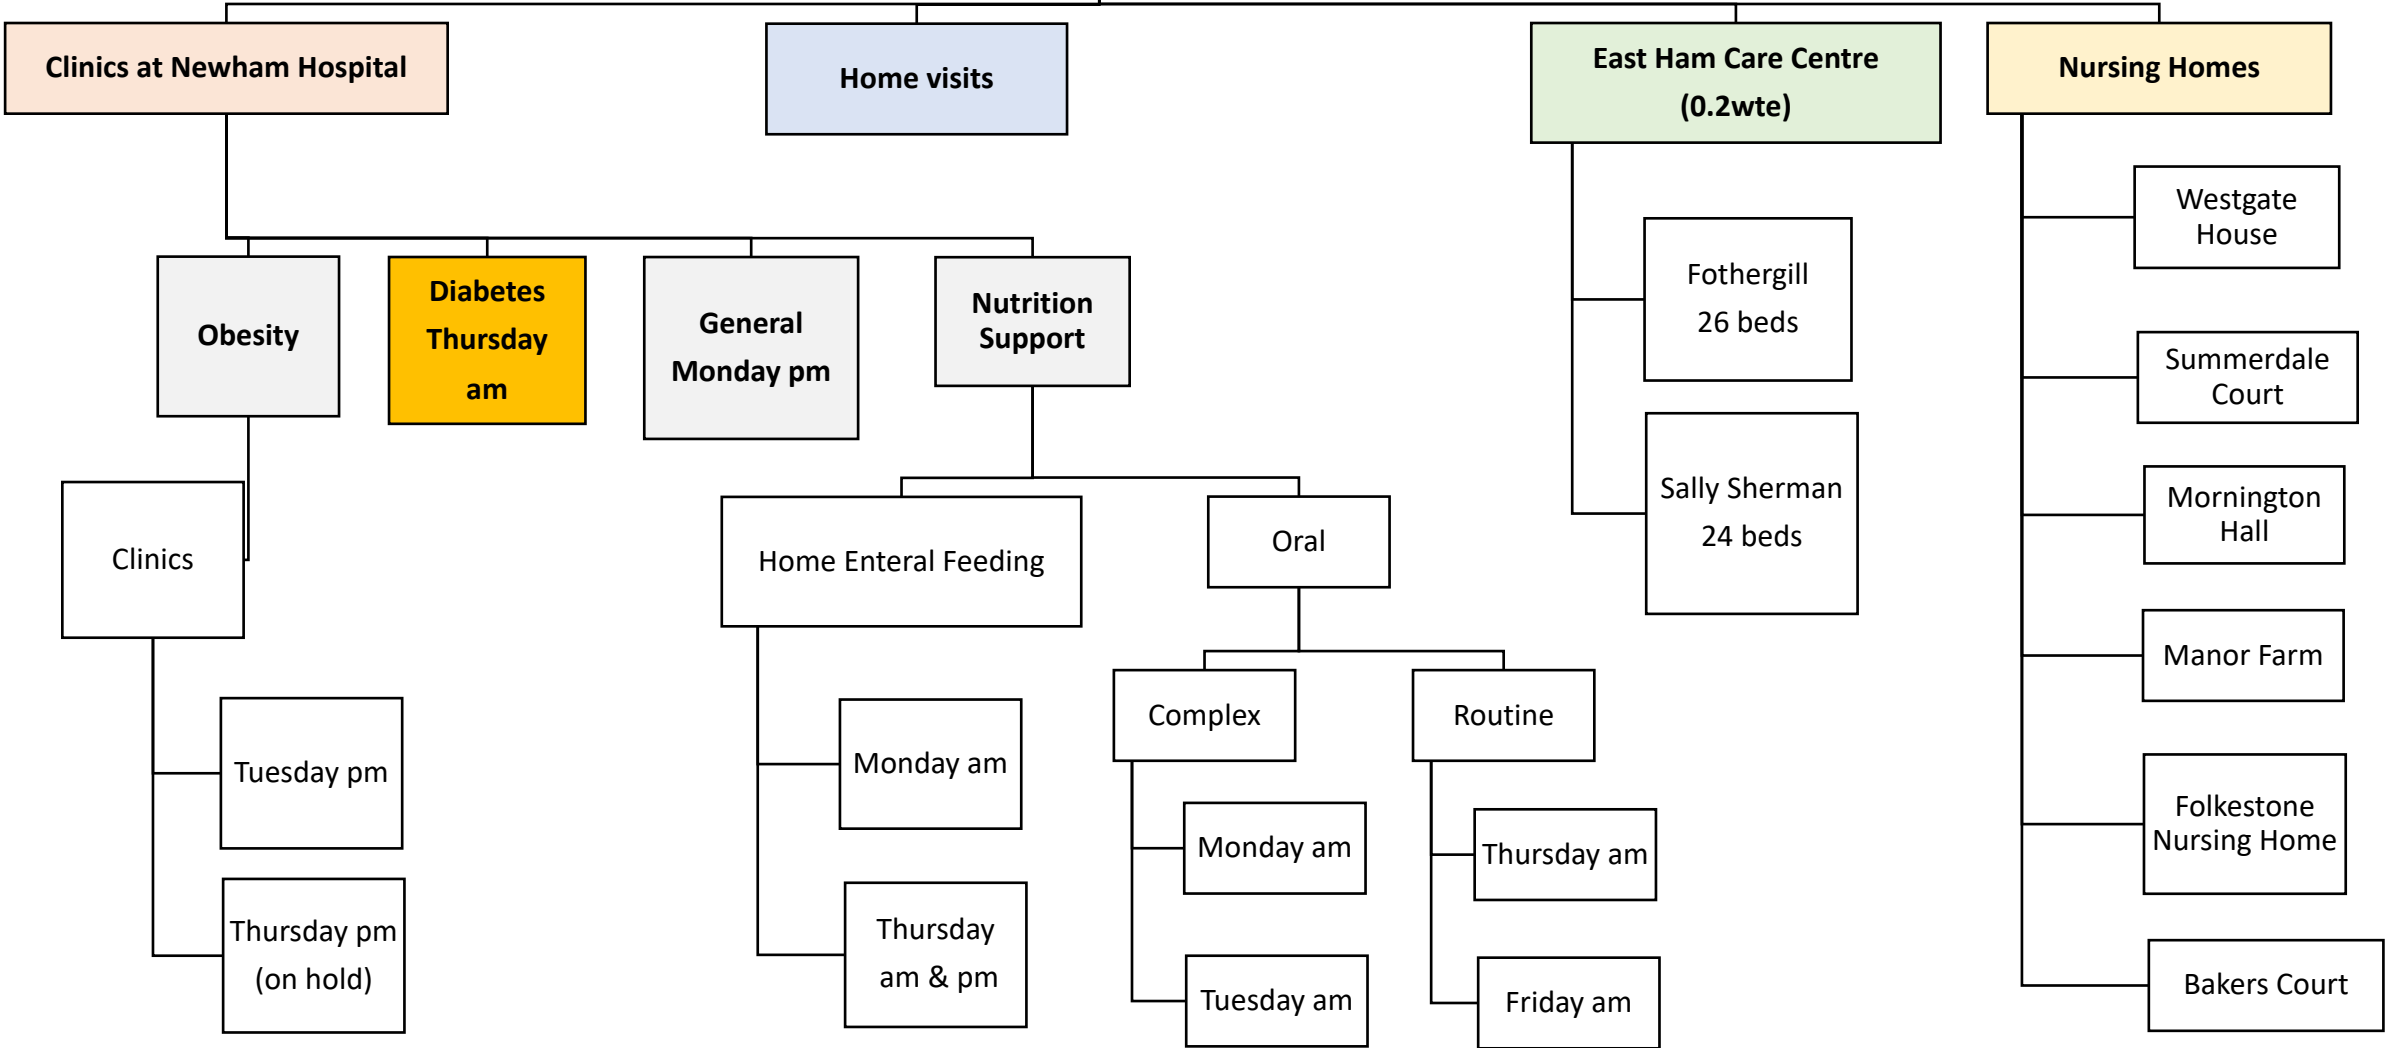 Clinics at Newham Hospital
Home visits
East Ham Care Centre
(0.2wte)
Nursing Homes
Obesity
Diabetes
Thursday
am
General
Monday pm
Nutrition
Support
Clinics
Tuesday pm
Thursday pm
(on hold)
Home Enteral Feeding
Monday am
Thursday
am & pm
Oral
Complex
Monday am
Tuesday am
Routine
Thursday am
Friday am
Fothergill
26 beds
Sally Sherman
24 beds
Westgate
House
Summerdale
Court
Mornington
Hall
Manor Farm
Folkestone
Nursing Home
Bakers Court